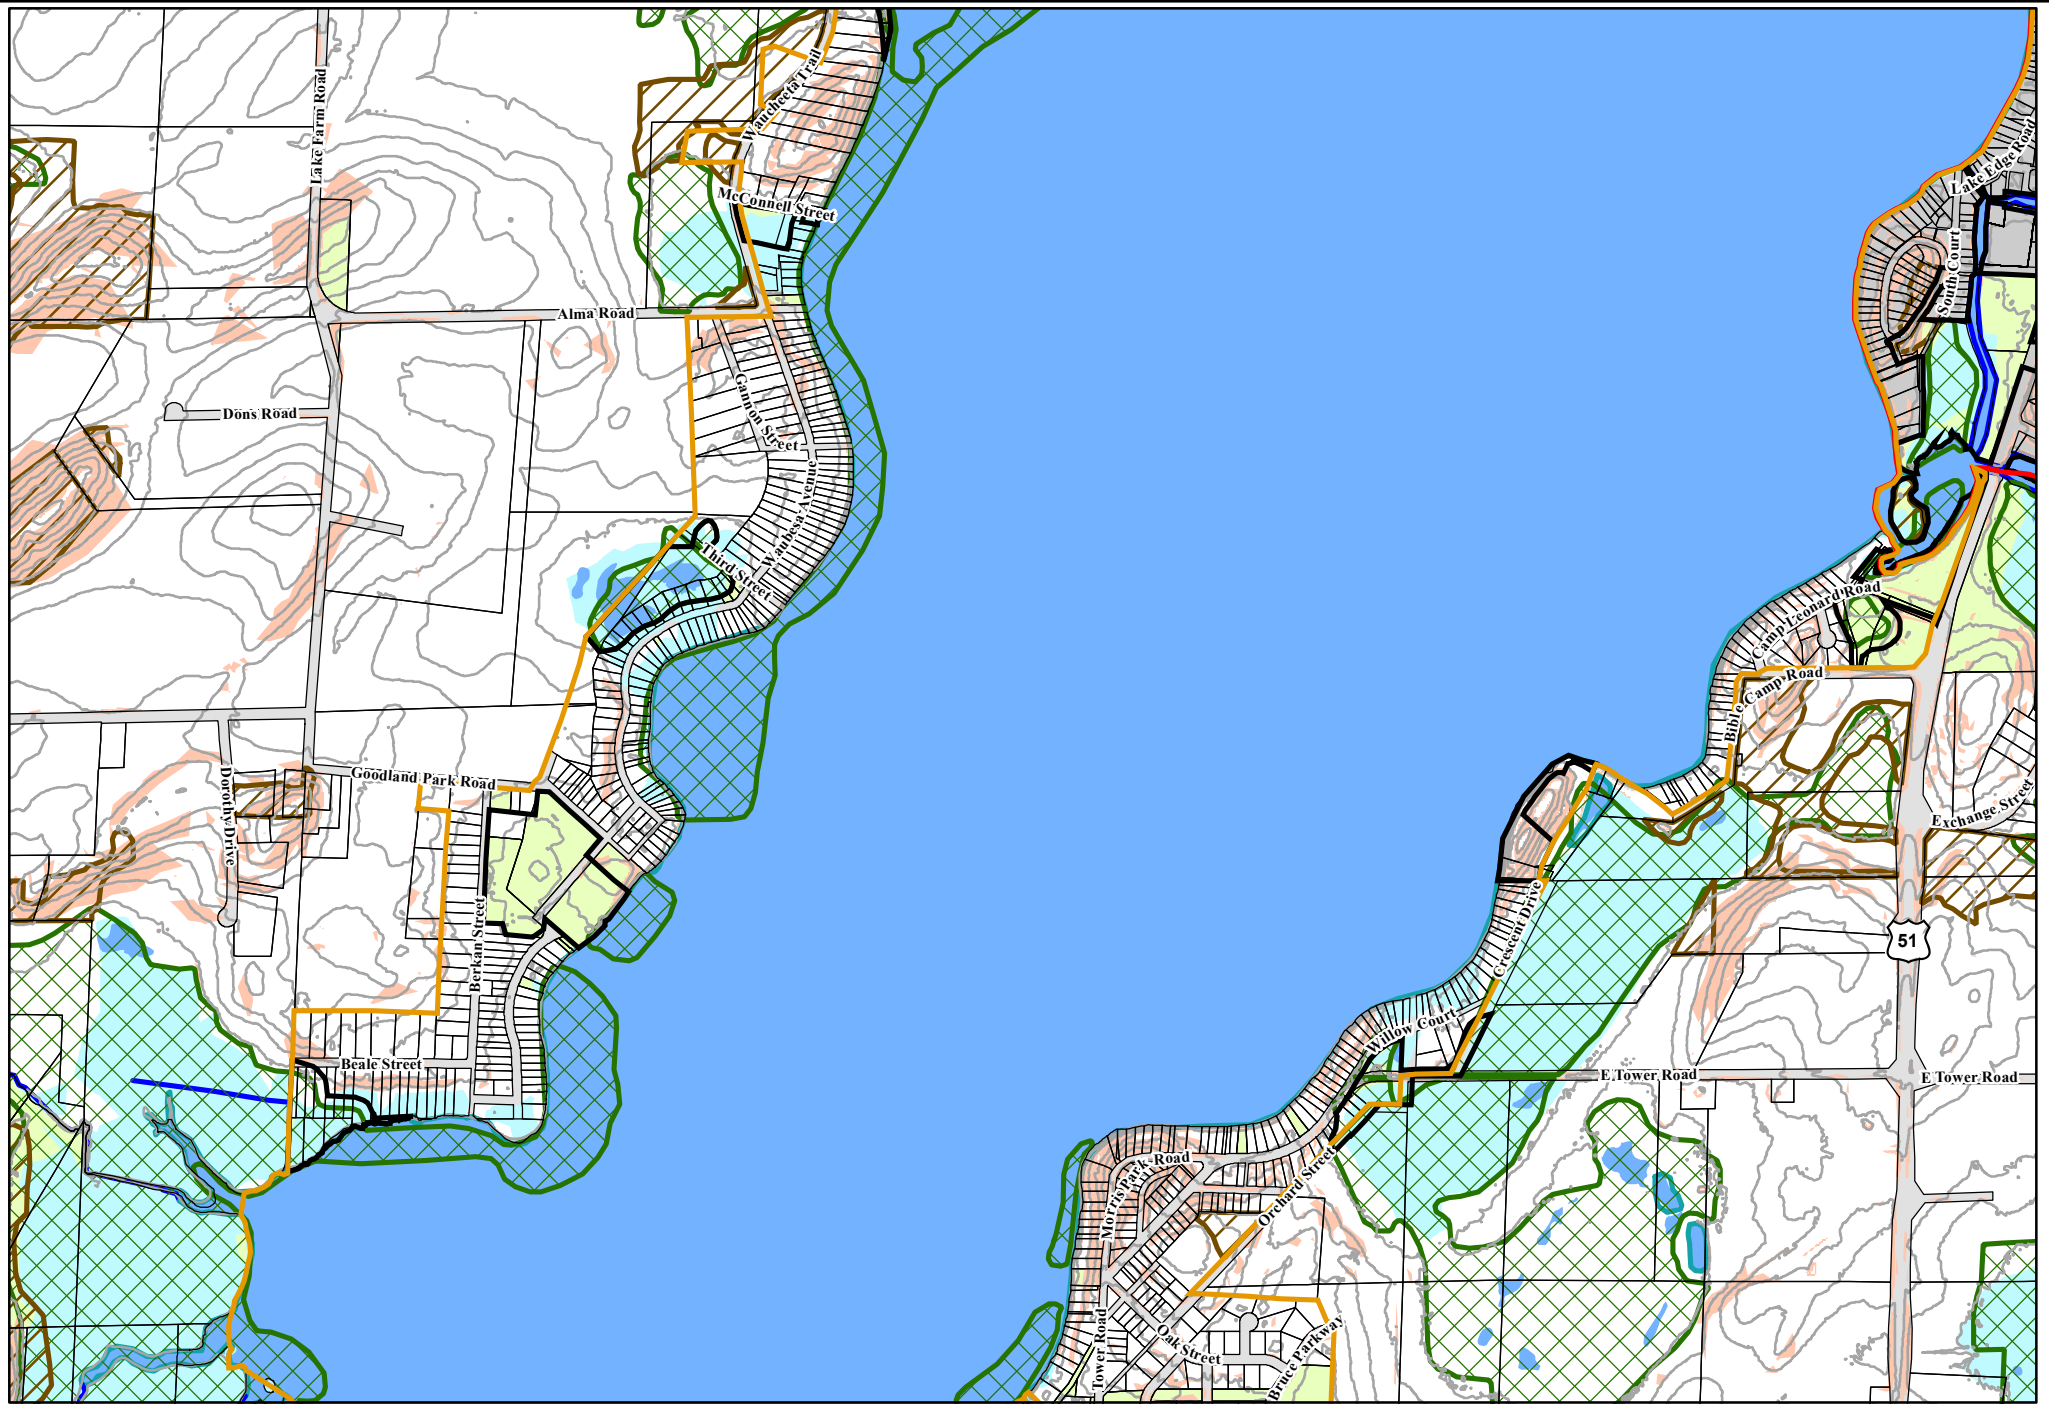 Lake Farm Road
Waucheeta Trail
McConnell Street
Lake Edge Road
South Court
Alma Road
Gannon Street
Dons Road
Waubesa Avenue
Third Street
Camp Leonard Road
Bible Camp Road
Goodland Park Road
Dorothy Drive
Exchange Street
Berkan Street
Crescent Drive
51
Willow Court
Beale Street
E Tower Road
E Tower Road
Morris Park Road
Orchard Street
Tower Road
Oak Street
Bruce Parkway